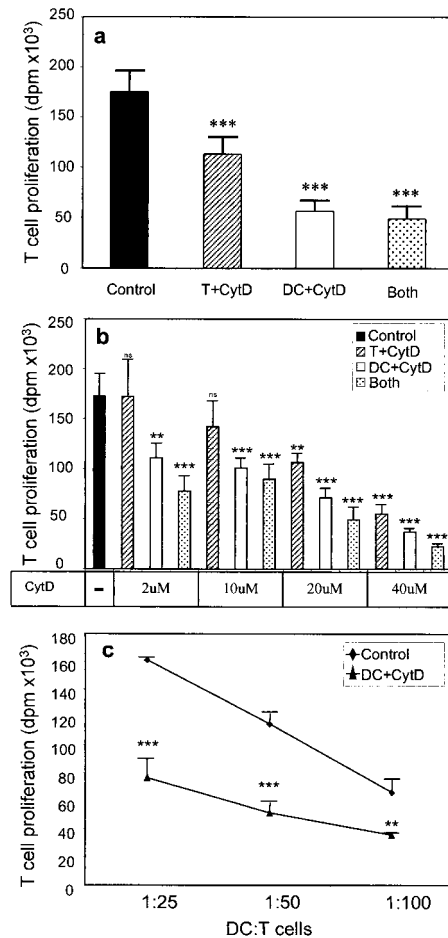 a
T cell proliferation (dpm x10³)
250
200
150
100
50
0
***
***
***
Control
T+CytD
DC+CytD
Both
b
T cell proliferation (dpm x10³)
250
200
150
100
50
0
Control
T+CytD
DC+CytD
Both
ns
**
***
ns
***
***
**
***
***
***
***
***
CytD
–
2uM
10uM
20uM
40uM
c
T cell proliferation (dpm x10³)
180
160
140
120
100
80
60
40
20
0
Control
DC+CytD
***
***
**
1:25
1:50
1:100
DC:T cells